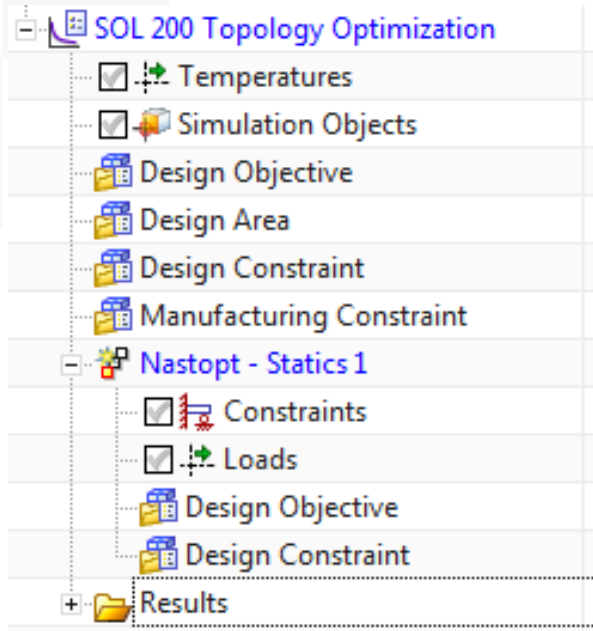 SOL 200 Topology Optimization
Temperatures
Simulation Objects
Design Objective
Design Area
Design Constraint
Manufacturing Constraint
Nastopt - Statics 1
Constraints
Loads
Design Objective
Design Constraint
Results